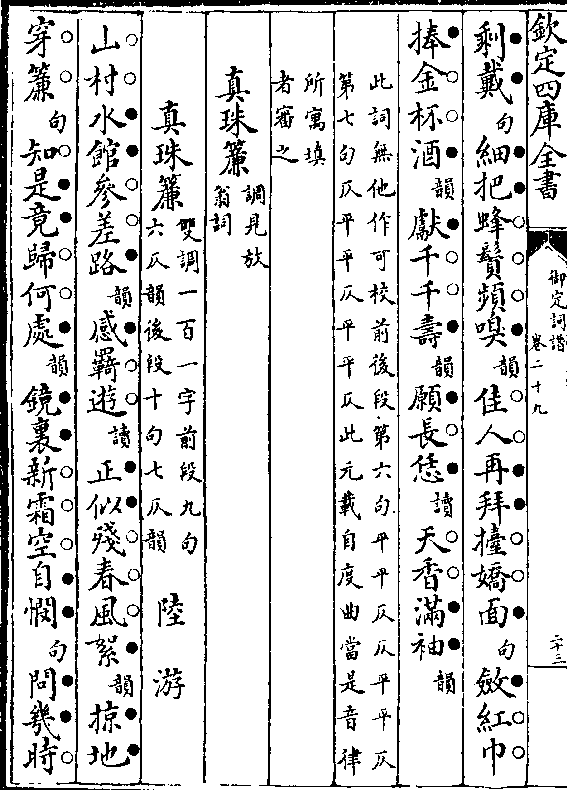 欽定四庫全書
御定詞譜
卷二十九
二十三
剩戴句細把蜂鬚頻嗅韻佳人再拜擡嬌面句斂紅巾
捧金杯酒韻獻千千壽韻願長恁讀天香滿袖韻
此詞無他作可校前後段第六句平平仄仄平平仄
第七句仄平平仄平平仄此元載自度曲當是音律
所寓填
者審之
真珠簾
調見放
翁詞
真珠簾
雙調一百一字前段九句
六仄韻後段十句七仄韻
陸游
山村水館參差路韻感羇遊讀正似殘春風絮韻掠地
穿簾句知是竟歸何處韻鏡裏新霜空自憫句問幾時